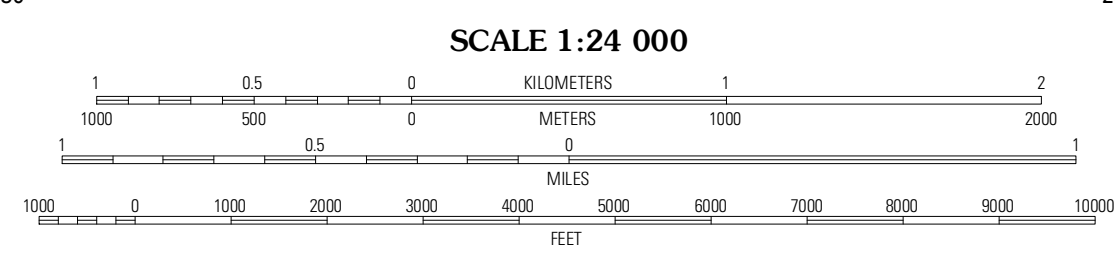 SCALE 1:24 000
1 0.5 0 KILOMETERS 1 2
1000 500 0 METERS 1000 2000
1 0.5 0 1
MILES
1000 0 1000 2000 3000 4000 5000 6000 7000 8000 9000 10000
FEET